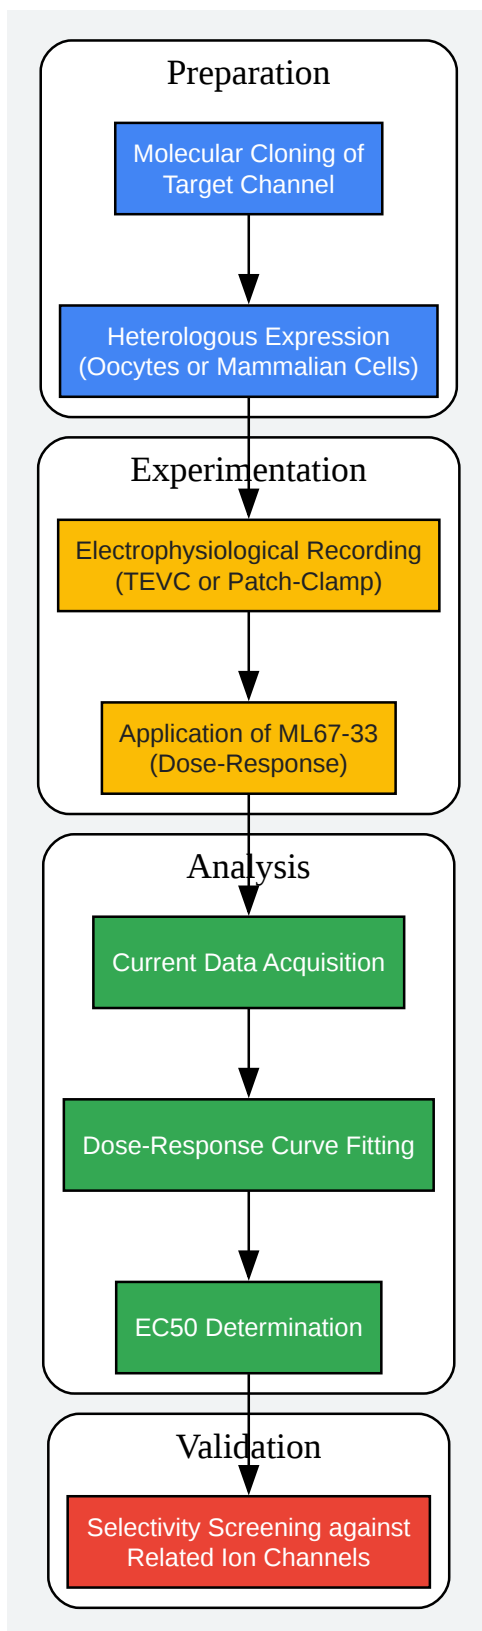 Preparation
Molecular Cloning of
Target Channel
Heterologous Expression
(Oocytes or Mammalian Cells)
Experimentation
Electrophysiological Recording
(TEVC or Patch-Clamp)
Application of ML67-33
(Dose-Response)
Analysis
Current Data Acquisition
Dose-Response Curve Fitting
EC50 Determination
Validation
Selectivity Screening against
Related Ion Channels